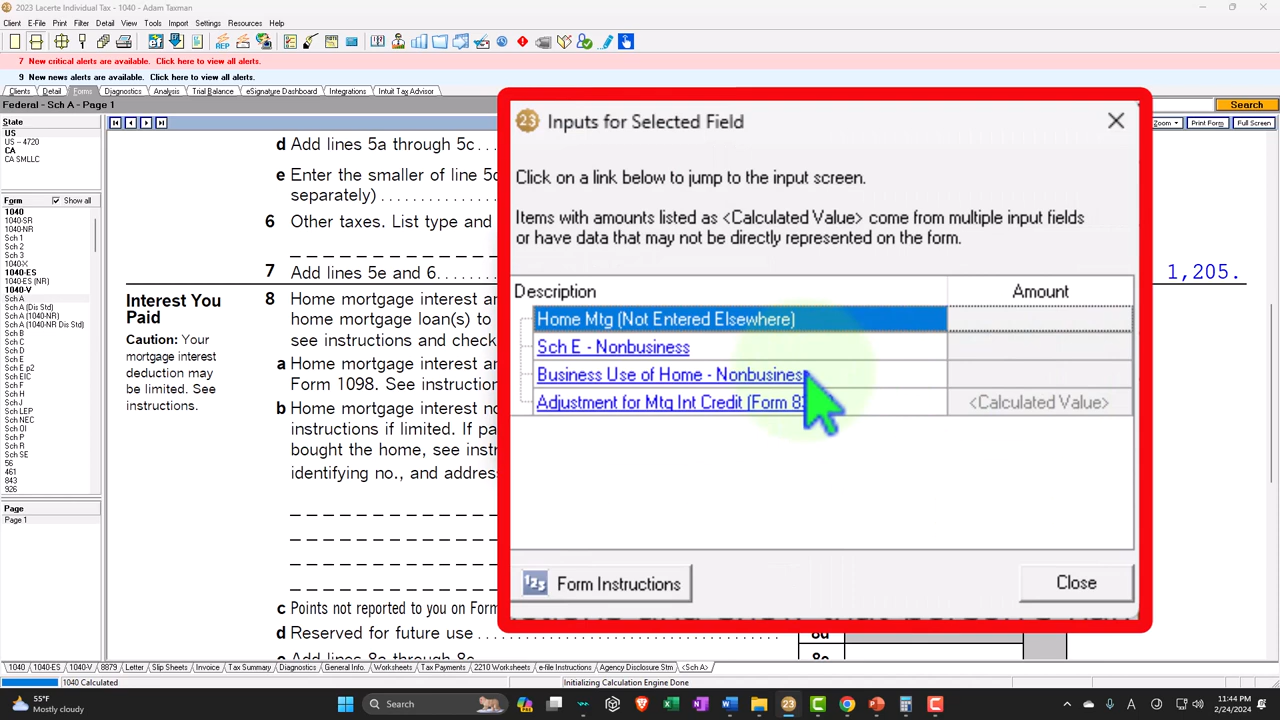 2023 Lacerte Individual Tax - 1040 - Adam Taxman
Client E-File Print Filter Detail View Tools Import Settings Resources Help
7 New critical alerts are available. Click here to view all alerts.
9 New news alerts are available. Click here to view all alerts.
Clients Detail Forms Diagnostics Analysis Trial Balance eSignature Dashboard Integrations Intuit Tax Advisor
Federal - Sch A - Page 1
Search
Zoom Print Form Full Screen
State
US
US - 4720
CA
CA SMLLC
Form Show all
1040
1040-SR
1040-NR
Sch 1
Sch 2
Sch 3
1040-X
1040-ES
1040-ES (NR)
1040-V
Sch A
Sch A (Dis Std)
Sch A (1040-NR)
Sch A (1040-NR Dis)
Sch B
Sch C
Sch D
Sch E
Sch E p2
Sch EIC
Sch F
Sch H
Sch J
Sch LEP
Sch NEC
Sch OI
Sch P
Sch R
Sch SE
56
461
843
926
Page
Page 1
d Add lines 5a through 5c
e Enter the smaller of line 5d
separately)
6 Other taxes. List type and
7 Add lines 5e and 6
1,205.
Interest You
Paid
Caution: Your
mortgage interest
deduction may
be limited. See
instructions.
8 Home mortgage interest an
home mortgage loan(s) to
see instructions and check
a Home mortgage interest an
Form 1098. See instruction
b Home mortgage interest no
instructions if limited. If pa
bought the home, see instr
identifying no., and address
c Points not reported to you on Form
d Reserved for future use
8d
e Add lines 8a through 8c
8e
23 Inputs for Selected Field
Click on a link below to jump to the input screen.
Items with amounts listed as <Calculated Value> come from multiple input fields
or have data that may not be directly represented on the form.
Description Amount
Home Mtg (Not Entered Elsewhere)
Sch E - Nonbusiness
Business Use of Home - Nonbusiness
Adjustment for Mtg Int Credit (Form 8
<Calculated Value>
123 Form Instructions
Close
1040 1040-ES 1040-V 8879 Letter Slip Sheets Invoice Tax Summary Diagnostics General Info. Worksheets Tax Payments 2210 Worksheets e-file Instructions Agency Disclosure Stm <Sch A>
1040 Calculated
Initializing Calculation Engine Done
55°F
Mostly cloudy
Search
11:44 PM
2/24/2024